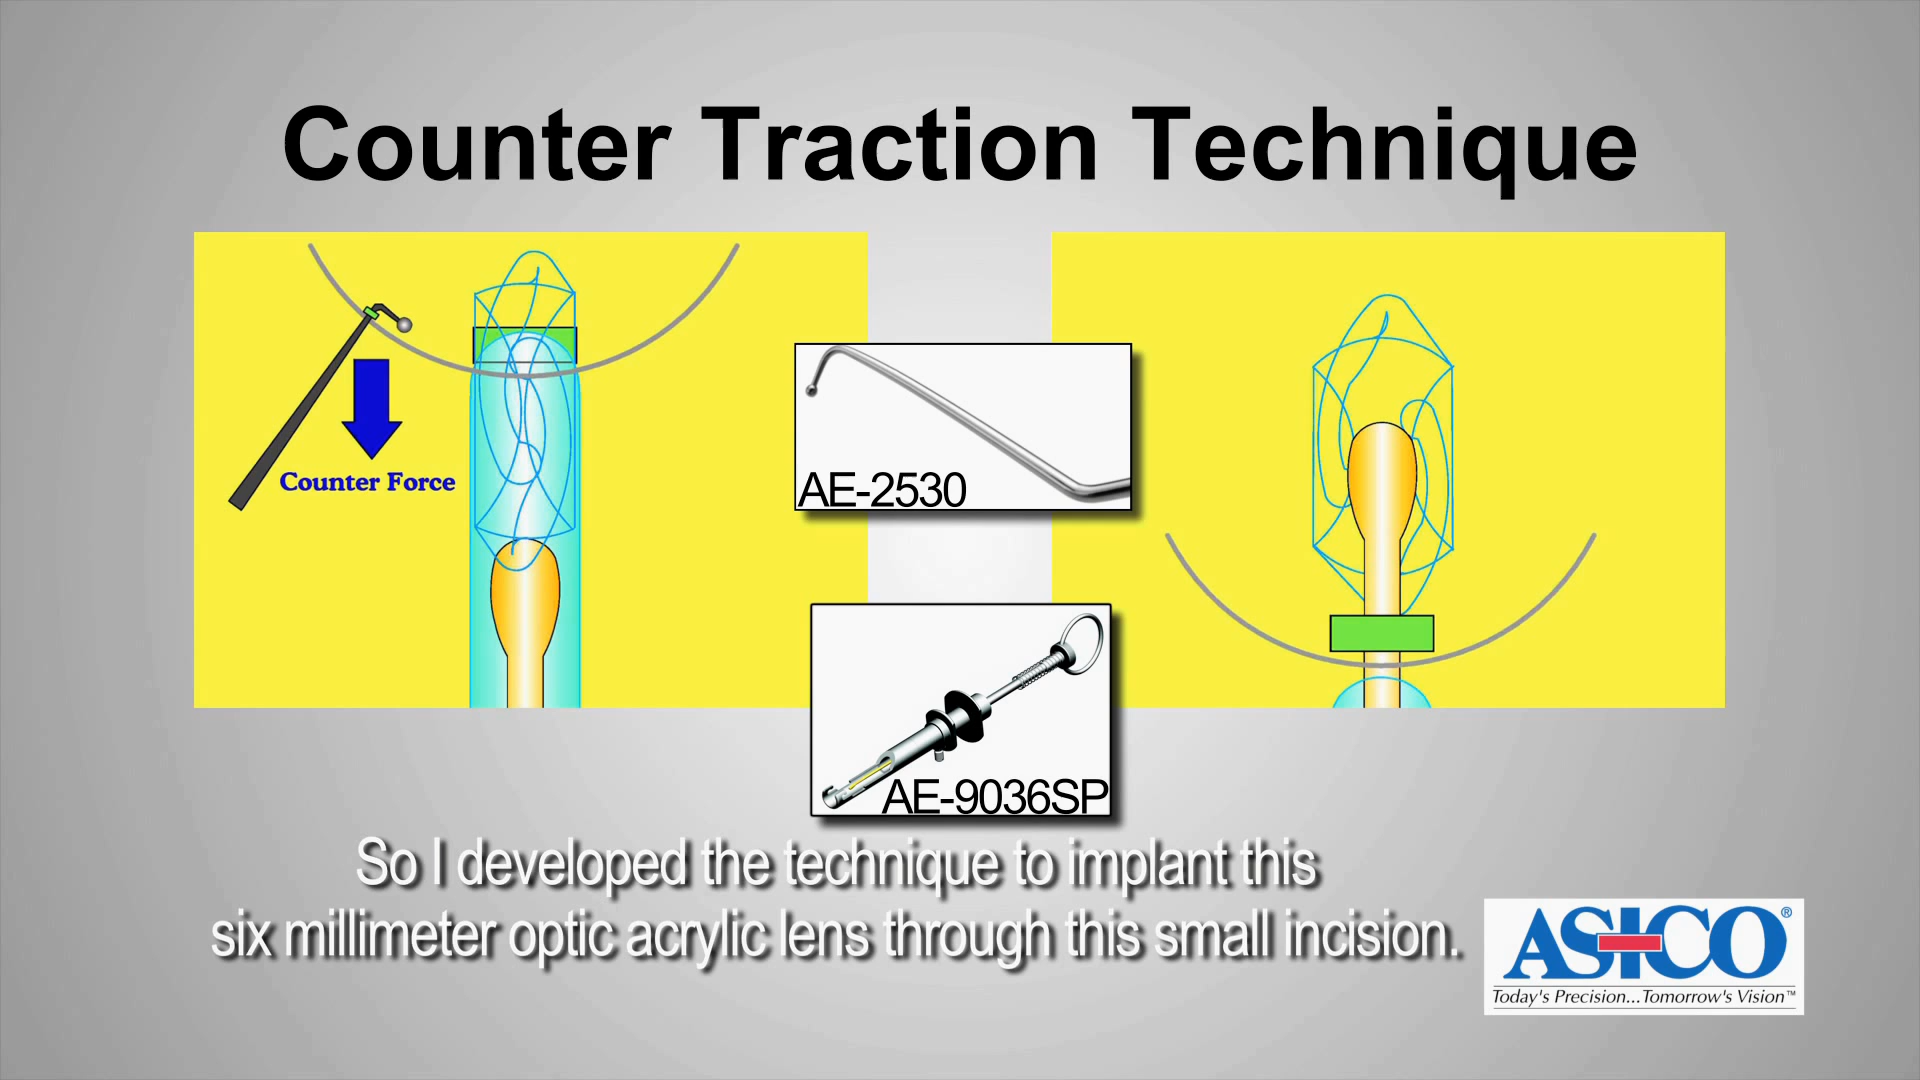 Counter Traction Technique
Counter Force
AE-2530
AE-9036SP
So I developed the technique to implant this
six millimeter optic acrylic lens through this small incision.
ASICO®
Today's Precision...Tomorrow's Vision™